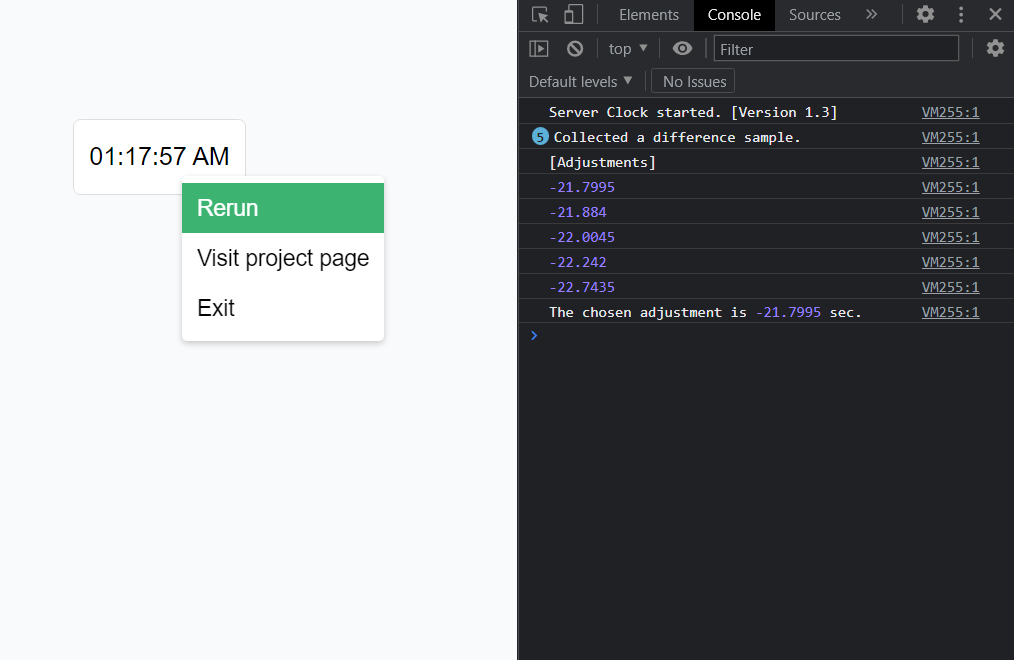 01:17:57 AM
Rerun
Visit project page
Exit
Elements Console Sources
top Filter
Default levels No Issues
Server Clock started. [Version 1.3] VM255:1
5 Collected a difference sample. VM255:1
[Adjustments] VM255:1
-21.7995 VM255:1
-21.884 VM255:1
-22.0045 VM255:1
-22.242 VM255:1
-22.7435 VM255:1
The chosen adjustment is -21.7995 sec. VM255:1